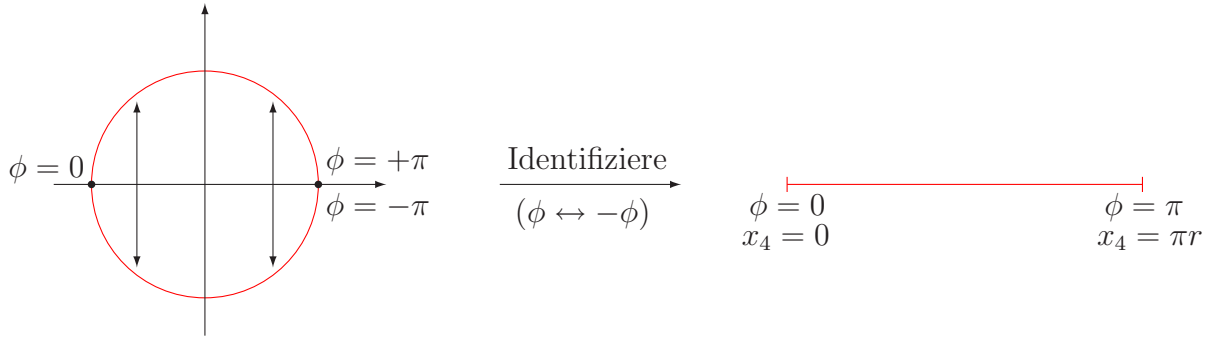 ϕ = 0
ϕ = +π
ϕ = −π
Identifiziere
(ϕ ↔ −ϕ)
ϕ = 0
x₄ = 0
ϕ = π
x₄ = πr